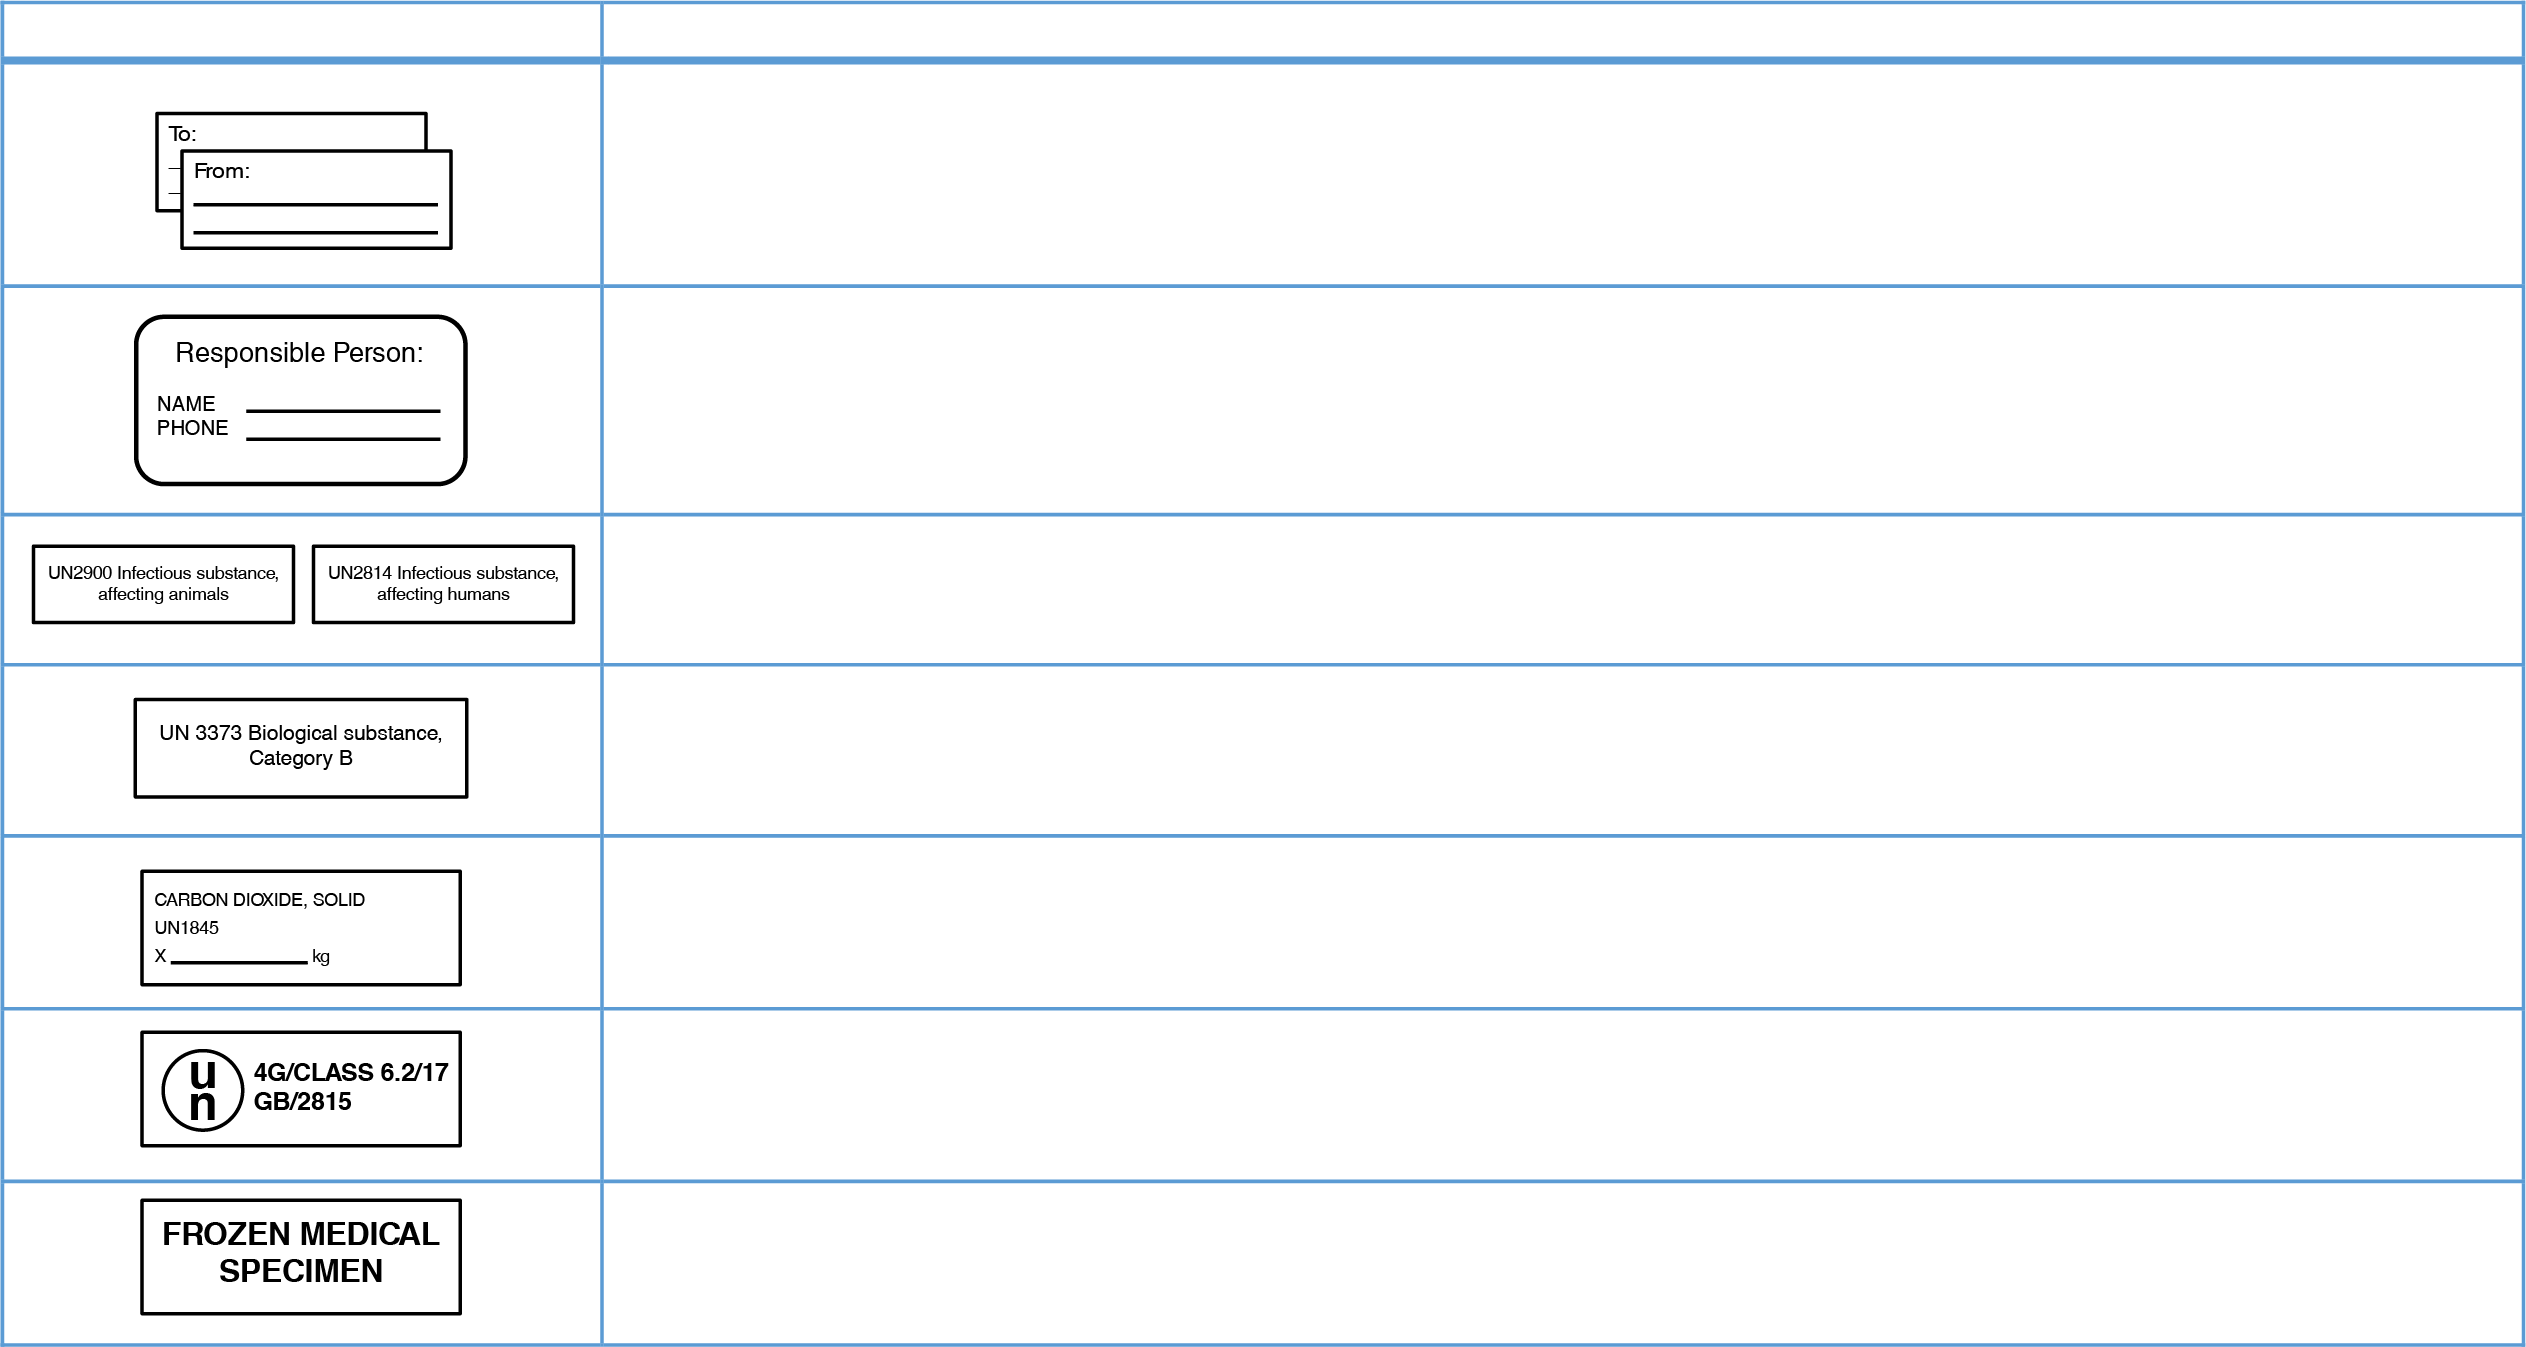 To:
From:
Responsible Person:
NAME
PHONE
UN2900 Infectious substance,
affecting animals
UN2814 Infectious substance,
affecting humans
UN 3373 Biological substance,
Category B
CARBON DIOXIDE, SOLID
UN1845
X kg
un 4G/CLASS 6.2/17
GB/2815
FROZEN MEDICAL
SPECIMEN